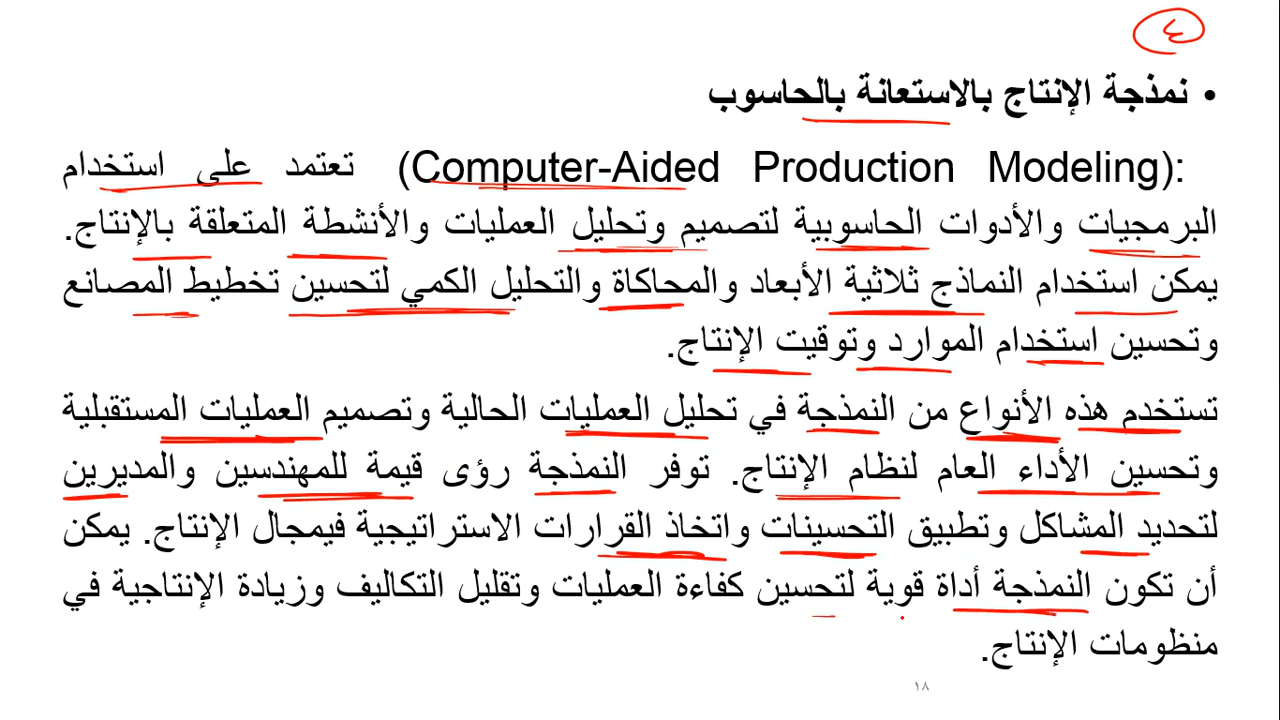 ٤
• نمذجة الإنتاج بالاستعانة بالحاسوب
(Computer-Aided Production Modeling): تعتمد على استخدام
البرمجيات والأدوات الحاسوبية لتصميم وتحليل العمليات والأنشطة المتعلقة بالإنتاج.
يمكن استخدام النماذج ثلاثية الأبعاد والمحاكاة والتحليل الكمي لتحسين تخطيط المصانع
وتحسين استخدام الموارد وتوقيت الإنتاج.
تستخدم هذه الأنواع من النمذجة في تحليل العمليات الحالية وتصميم العمليات المستقبلية
وتحسين الأداء العام لنظام الإنتاج. توفر النمذجة رؤى قيمة للمهندسين والمديرين
لتحديد المشاكل وتطبيق التحسينات واتخاذ القرارات الاستراتيجية فيمجال الإنتاج. يمكن
أن تكون النمذجة أداة قوية لتحسين كفاءة العمليات وتقليل التكاليف وزيادة الإنتاجية في
منظومات الإنتاج.
١٨